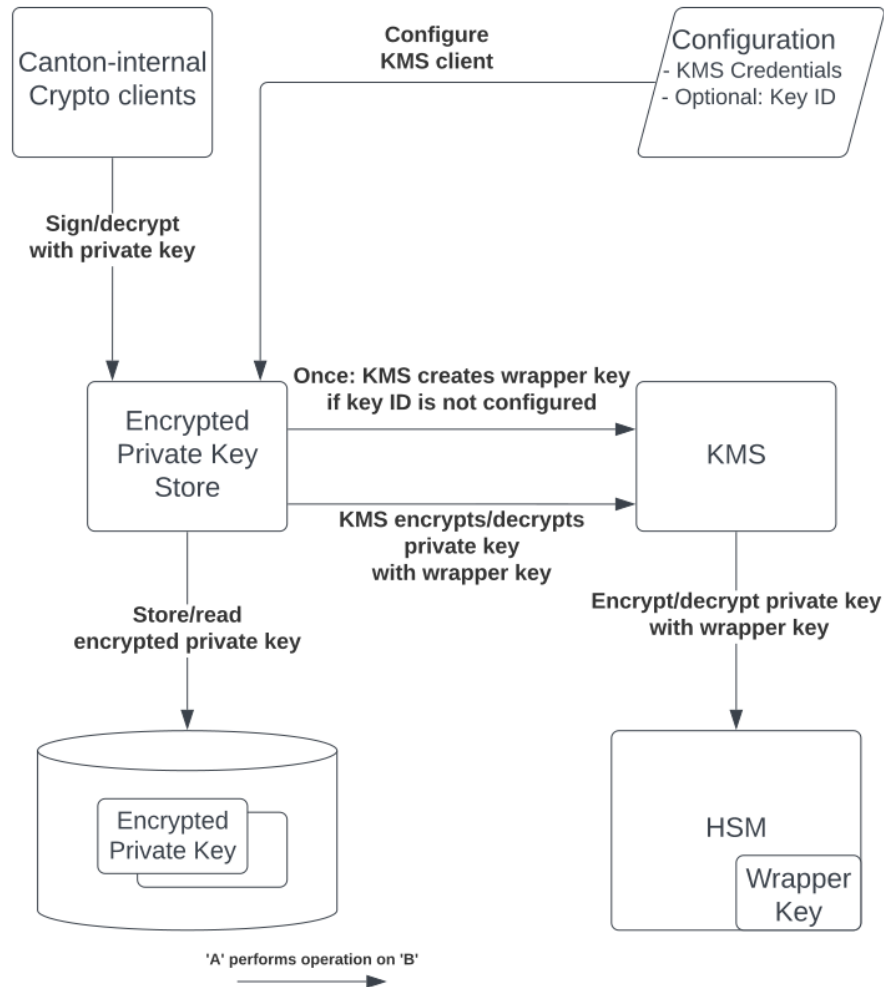 Canton-internal
Crypto clients
Configure
KMS client
Configuration
- KMS Credentials
- Optional: Key ID
Sign/decrypt
with private key
Once: KMS creates wrapper key
if key ID is not configured
Encrypted
Private Key
Store
KMS
KMS encrypts/decrypts
private key
with wrapper key
Store/read
encrypted private key
Encrypt/decrypt private key
with wrapper key
Encrypted
Private Key
HSM
Wrapper
Key
'A' performs operation on 'B'